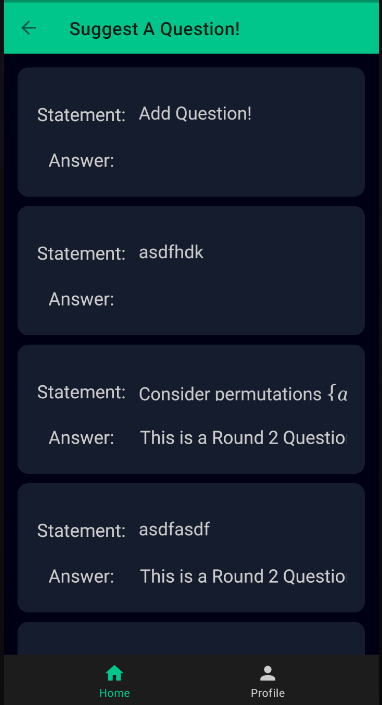 Suggest A Question!
Statement: Add Question!
Answer:
Statement: asdfhdk
Answer:
Statement: Consider permutations {a
Answer: This is a Round 2 Questio
Statement: asdfasdf
Answer: This is a Round 2 Questio
Home Profile